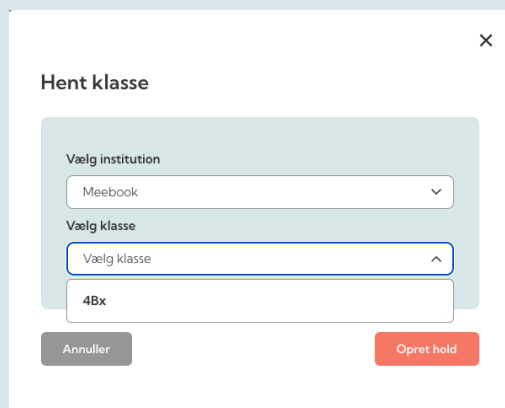 Hent klasse
Vælg institution
Meebook
Vælg klasse
Vælg klasse
4Bx
Annuller
Opret hold